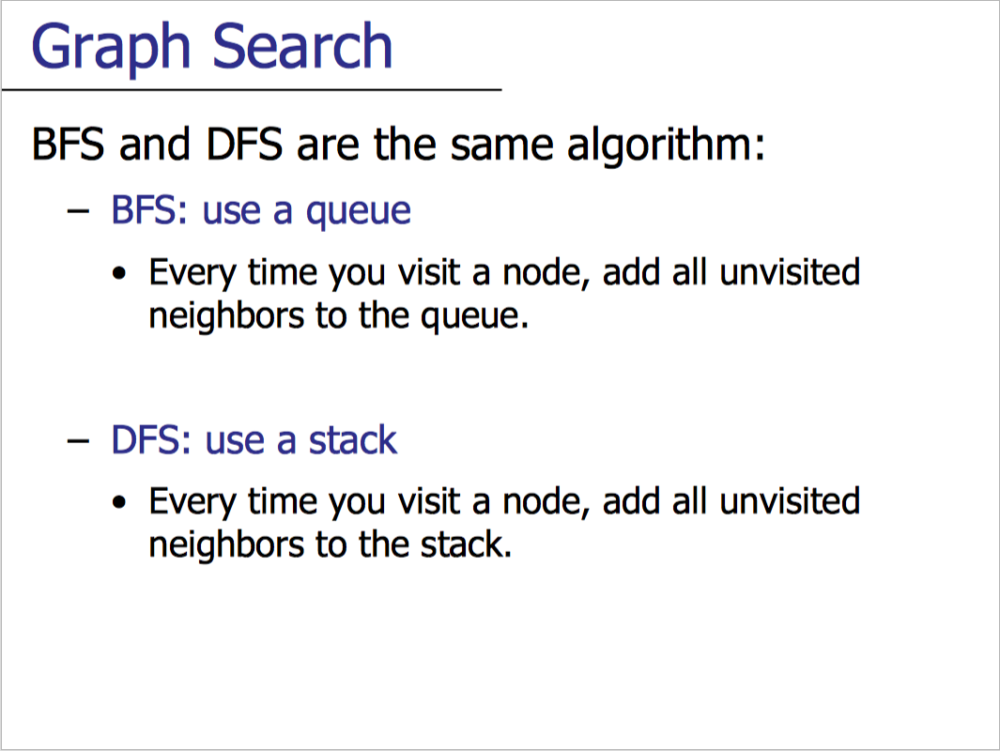 Graph Search
BFS and DFS are the same algorithm:
– BFS: use a queue
• Every time you visit a node, add all unvisited
neighbors to the queue.
– DFS: use a stack
• Every time you visit a node, add all unvisited
neighbors to the stack.